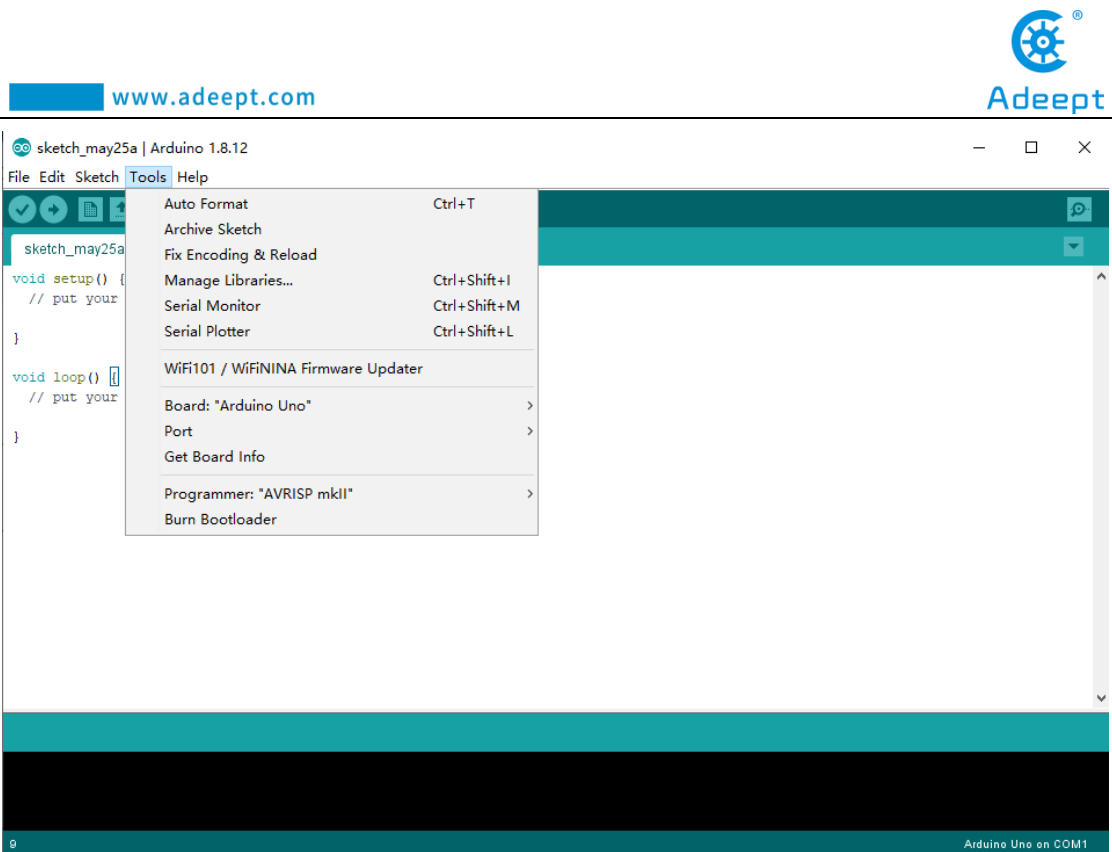 ®
Adeept
www.adeept.com
sketch_may25a | Arduino 1.8.12
File Edit Sketch Tools Help
Auto Format Ctrl+T
Archive Sketch
sketch_may25a
Fix Encoding & Reload
void setup() {
Manage Libraries... Ctrl+Shift+I
// put your
Serial Monitor Ctrl+Shift+M
Serial Plotter Ctrl+Shift+L
}
WiFi101 / WiFiNINA Firmware Updater
void loop() {
// put your
Board: "Arduino Uno"
Port
}
Get Board Info
Programmer: "AVRISP mkII"
Burn Bootloader
9 Arduino Uno on COM1